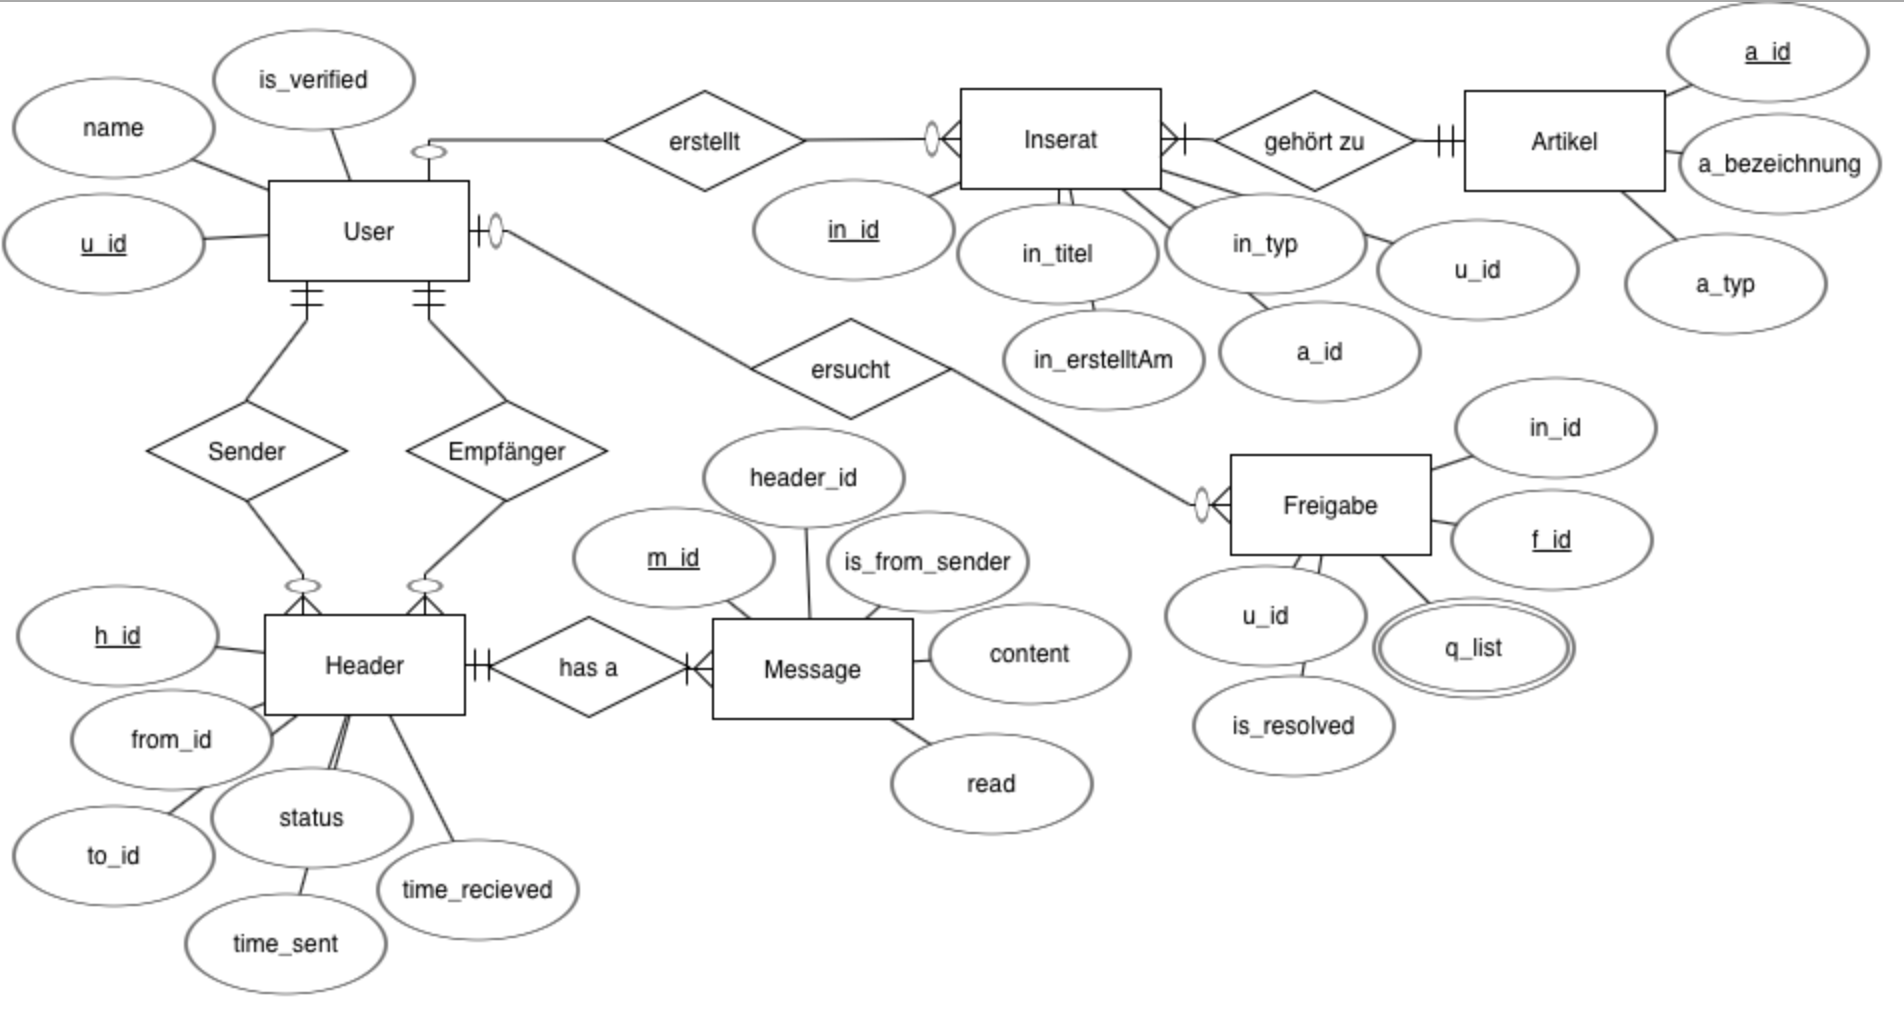 a_id
is_verified
name
erstellt
Inserat
gehört zu
Artikel
a_bezeichnung
User
u_id
in_id
in_titel
in_typ
u_id
a_typ
in_erstelltAm
a_id
ersucht
in_id
Sender
Empfänger
header_id
Freigabe
f_id
m_id
is_from_sender
u_id
q_list
h_id
Header
has a
Message
content
is_resolved
from_id
read
status
to_id
time_recieved
time_sent